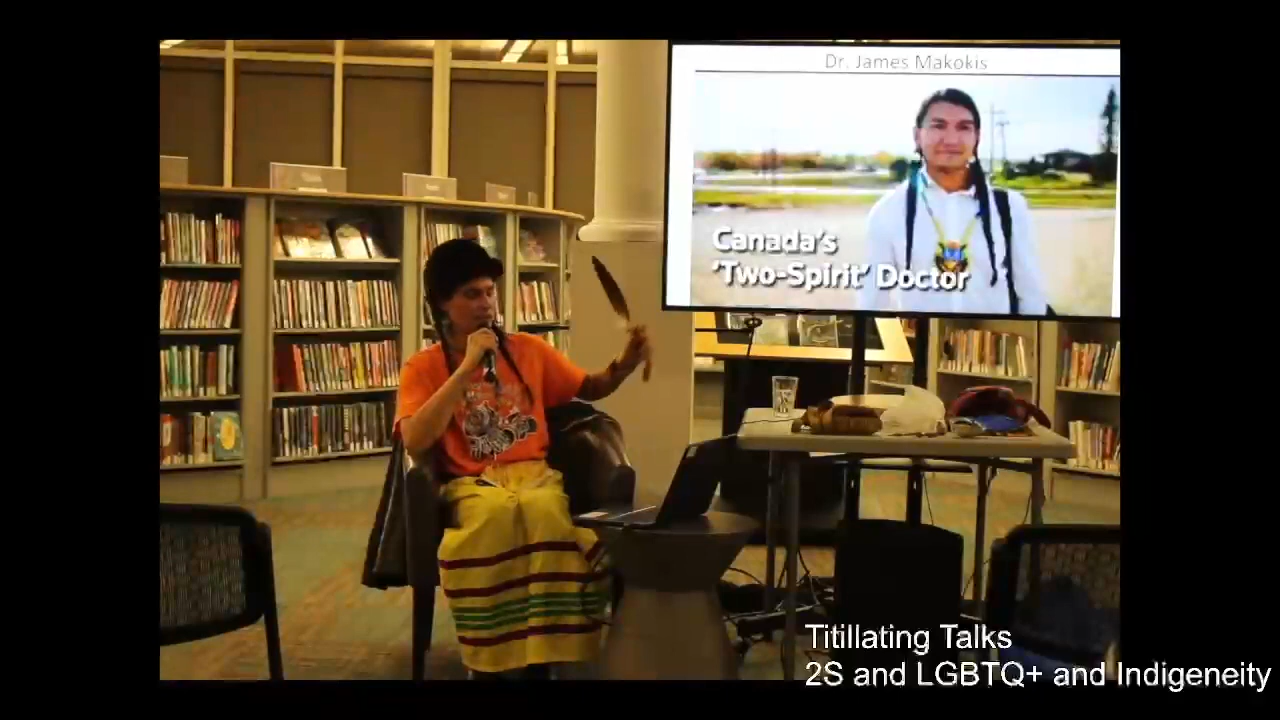 Dr. James Makokis
Canada's
'Two-Spirit' Doctor
Titillating Talks
2S and LGBTQ+ and Indigeneity